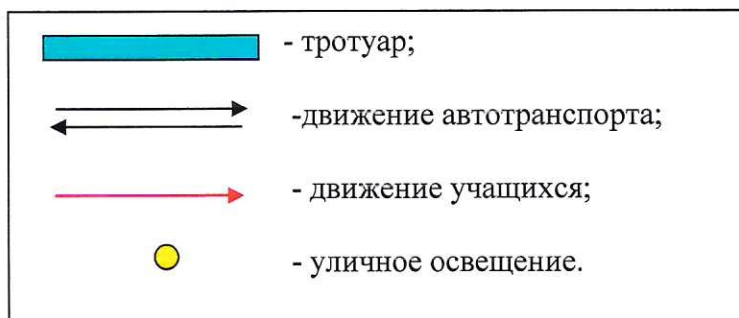 - тротуар;
-движение автотранспорта;
- движение учащихся;
- уличное освещение.